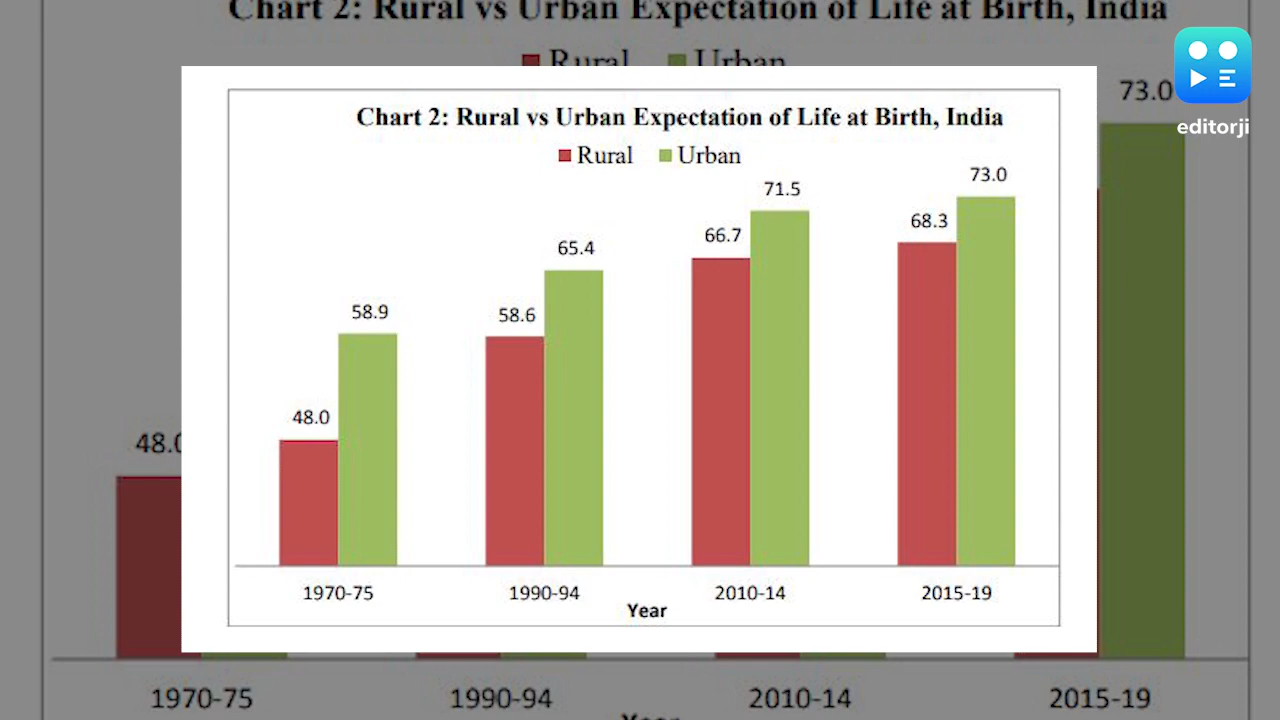 Chart 2: Rural vs Urban Expectation of Life at Birth, India
Rural Urban
73.0
editorji
Chart 2: Rural vs Urban Expectation of Life at Birth, India
Rural Urban
48.0 58.9 58.6 65.4 66.7 71.5 68.3 73.0
1970-75 1990-94 2010-14 2015-19
Year
48.0
1970-75 1990-94 2010-14 2015-19